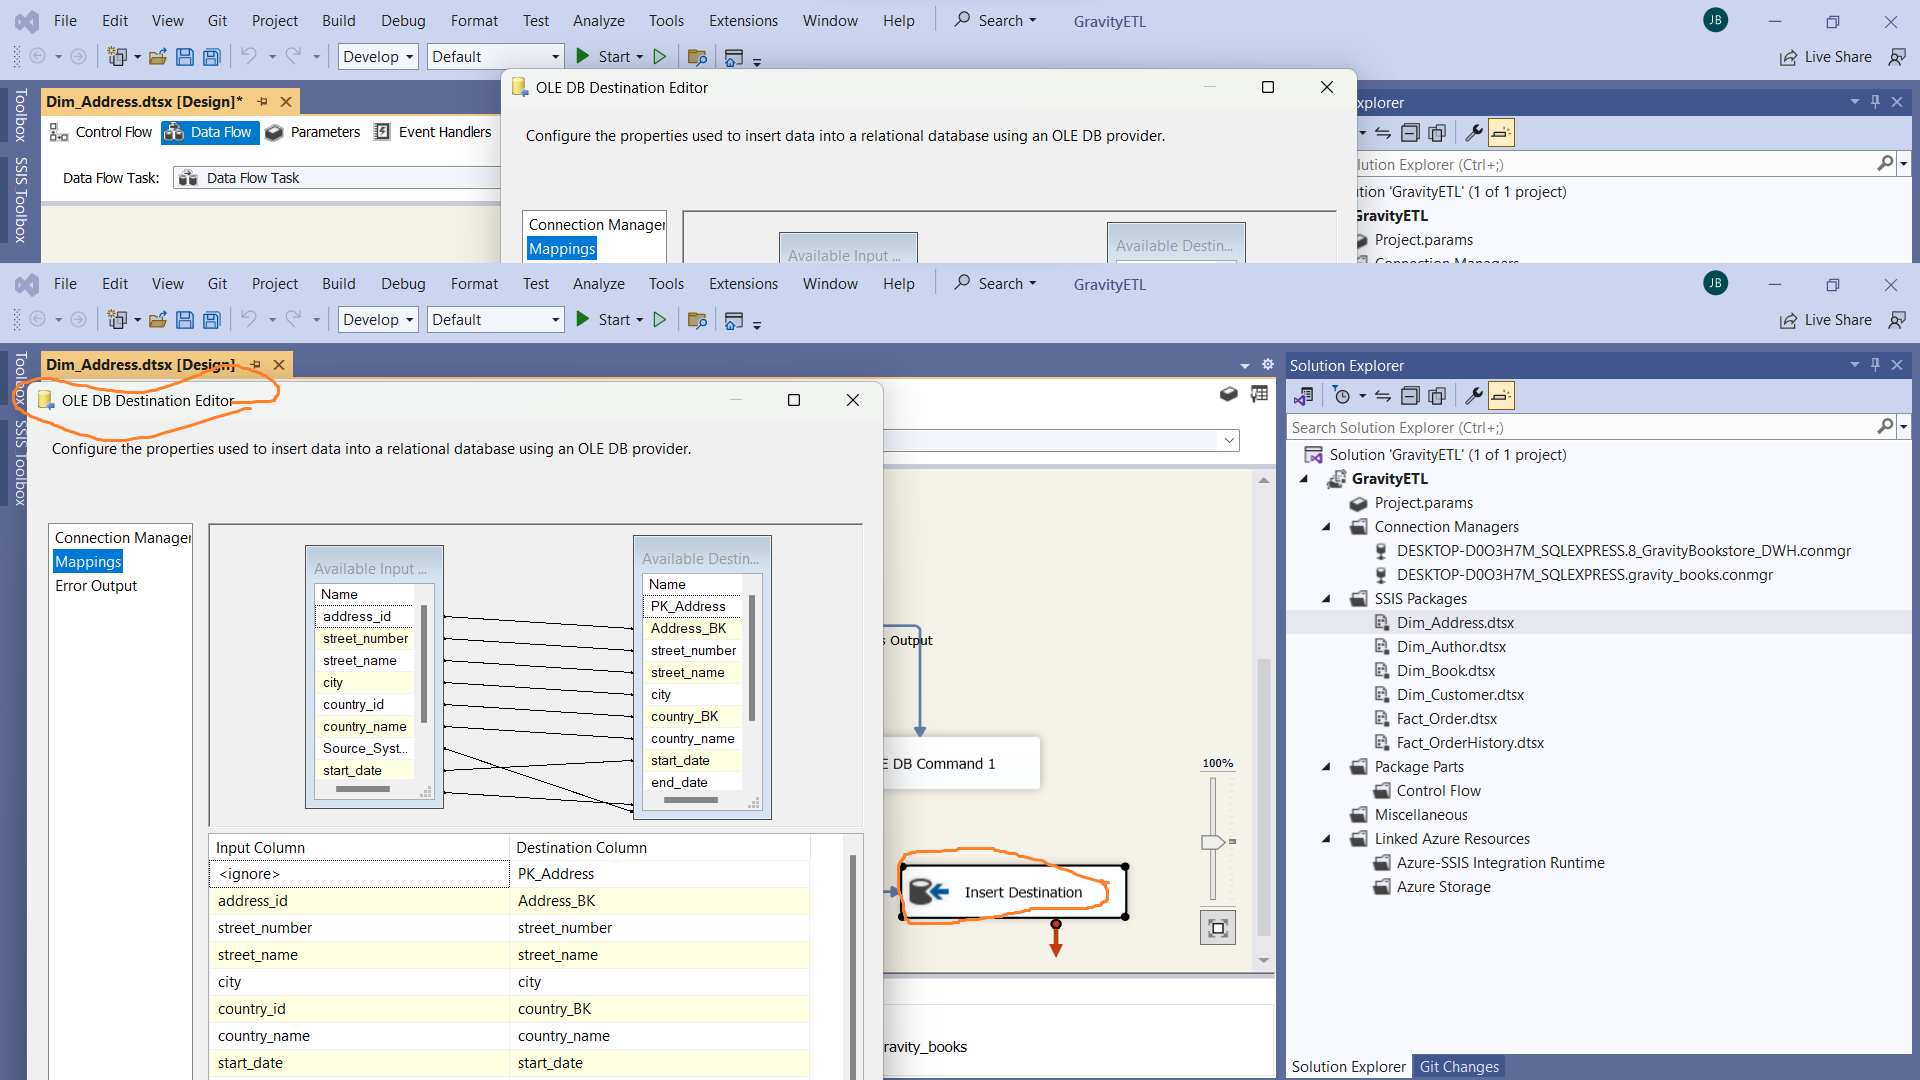 File Edit View Git Project Build Debug Format Test Analyze Tools Extensions Window Help Search GravityETL JB
Develop Default Start Live Share
Toolbox
SSIS Toolbox
Dim_Address.dtsx [Design]*
Control Flow Data Flow Parameters Event Handlers
Data Flow Task: Data Flow Task
OLE DB Destination Editor
Configure the properties used to insert data into a relational database using an OLE DB provider.
Connection Manager
Mappings
Available Input ...
Available Destin...
xplorer
lution Explorer (Ctrl+;)
tion 'GravityETL' (1 of 1 project)
GravityETL
Project.params
Connection Managers
File Edit View Git Project Build Debug Format Test Analyze Tools Extensions Window Help Search GravityETL JB
Develop Default Start Live Share
Toolbox
SSIS Toolbox
Dim_Address.dtsx [Design]
OLE DB Destination Editor
Configure the properties used to insert data into a relational database using an OLE DB provider.
Connection Manager
Mappings
Error Output
Available Input ...
Name
address_id
street_number
street_name
city
country_id
country_name
Source_Syst...
start_date
Available Destin...
Name
PK_Address
Address_BK
street_number
street_name
city
country_BK
country_name
start_date
end_date
Input Column Destination Column
<ignore> PK_Address
address_id Address_BK
street_number street_number
street_name street_name
city city
country_id country_BK
country_name country_name
start_date start_date
s Output
E DB Command 1
Insert Destination
100%
ravity_books
Solution Explorer
Search Solution Explorer (Ctrl+;)
Solution 'GravityETL' (1 of 1 project)
GravityETL
Project.params
Connection Managers
DESKTOP-D0O3H7M_SQLEXPRESS.8_GravityBookstore_DWH.conmgr
DESKTOP-D0O3H7M_SQLEXPRESS.gravity_books.conmgr
SSIS Packages
Dim_Address.dtsx
Dim_Author.dtsx
Dim_Book.dtsx
Dim_Customer.dtsx
Fact_Order.dtsx
Fact_OrderHistory.dtsx
Package Parts
Control Flow
Miscellaneous
Linked Azure Resources
Azure-SSIS Integration Runtime
Azure Storage
Solution Explorer Git Changes